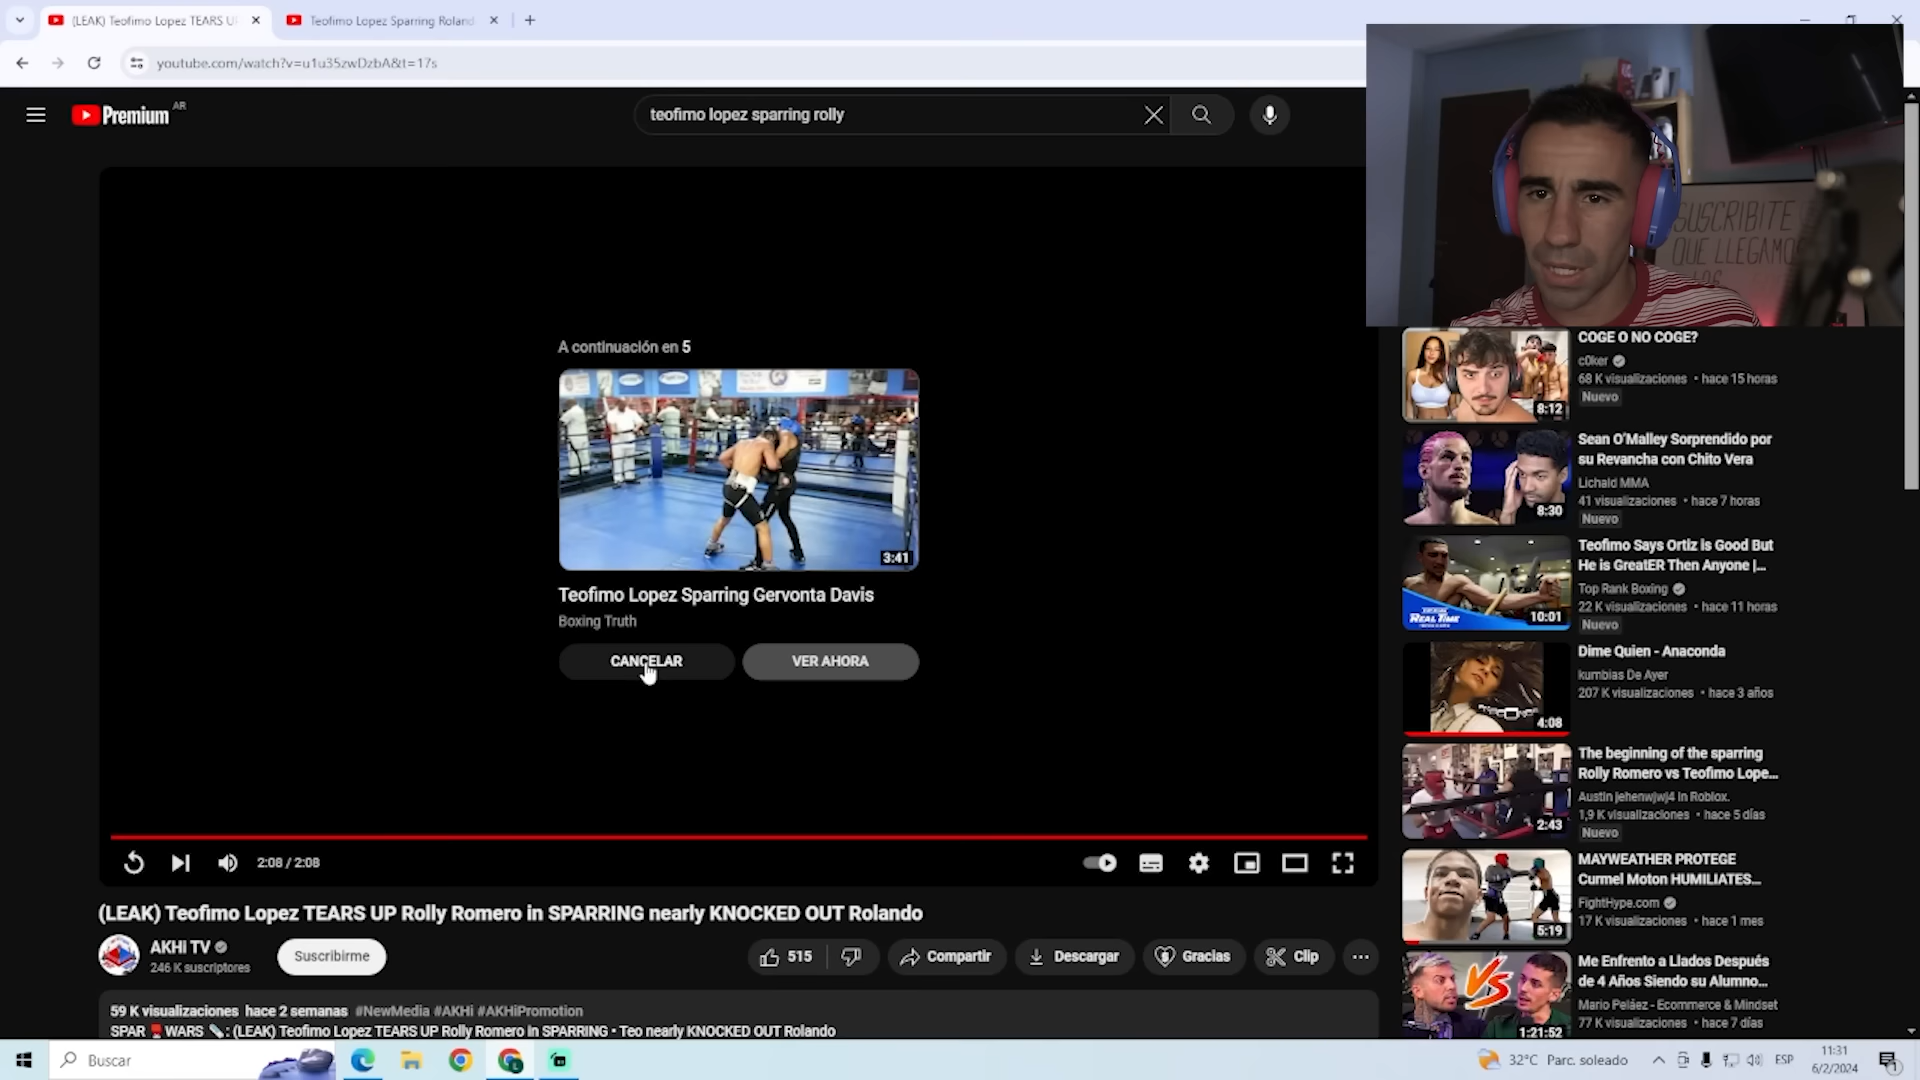 (LEAK) Teofimo Lopez TEARS U
Teofimo Lopez Sparring Roland
youtube.com/watch?v=u1u35zwDzbA&t=17s
Premium AR
teofimo lopez sparring rolly
SUSCRIBITE
QUE LLEGAMOS
A continuación en 5
3:41
Teofimo Lopez Sparring Gervonta Davis
Boxing Truth
CANCELAR
VER AHORA
2:08 / 2:08
(LEAK) Teofimo Lopez TEARS UP Rolly Romero in SPARRING nearly KNOCKED OUT Rolando
AKHI TV
246 K suscriptores
Suscribirme
515
Compartir
Descargar
Gracias
Clip
59 K visualizaciones hace 2 semanas #NewMedia #AKHi #AKHiPromotion
SPAR WARS : (LEAK) Teofimo Lopez TEARS UP Rolly Romero in SPARRING • Teo nearly KNOCKED OUT Rolando
COGE O NO COGE?
c0ker
68 K visualizaciones • hace 15 horas
Nuevo
8:12
Sean O'Malley Sorprendido por
su Revancha con Chito Vera
Lichald MMA
41 visualizaciones • hace 7 horas
Nuevo
8:30
Teofimo Says Ortiz is Good But
He is GreatER Then Anyone |...
Top Rank Boxing
22 K visualizaciones • hace 11 horas
Nuevo
REAL TIME
10:01
Dime Quien - Anaconda
kumbias De Ayer
207 K visualizaciones • hace 3 años
4:08
The beginning of the sparring
Rolly Romero vs Teofimo Lope...
Austin jehenwjwj4 in Roblox.
1,9 K visualizaciones • hace 5 días
Nuevo
2:43
MAYWEATHER PROTEGE
Curmel Moton HUMILIATES...
FightHype.com
17 K visualizaciones • hace 1 mes
5:19
Me Enfrento a Llados Después
de 4 Años Siendo su Alumno...
Mario Peláez - Ecommerce & Mindset
77 K visualizaciones • hace 7 días
VS
1:21:52
Buscar
32°C Parc. soleado
ESP
11:31
6/2/2024